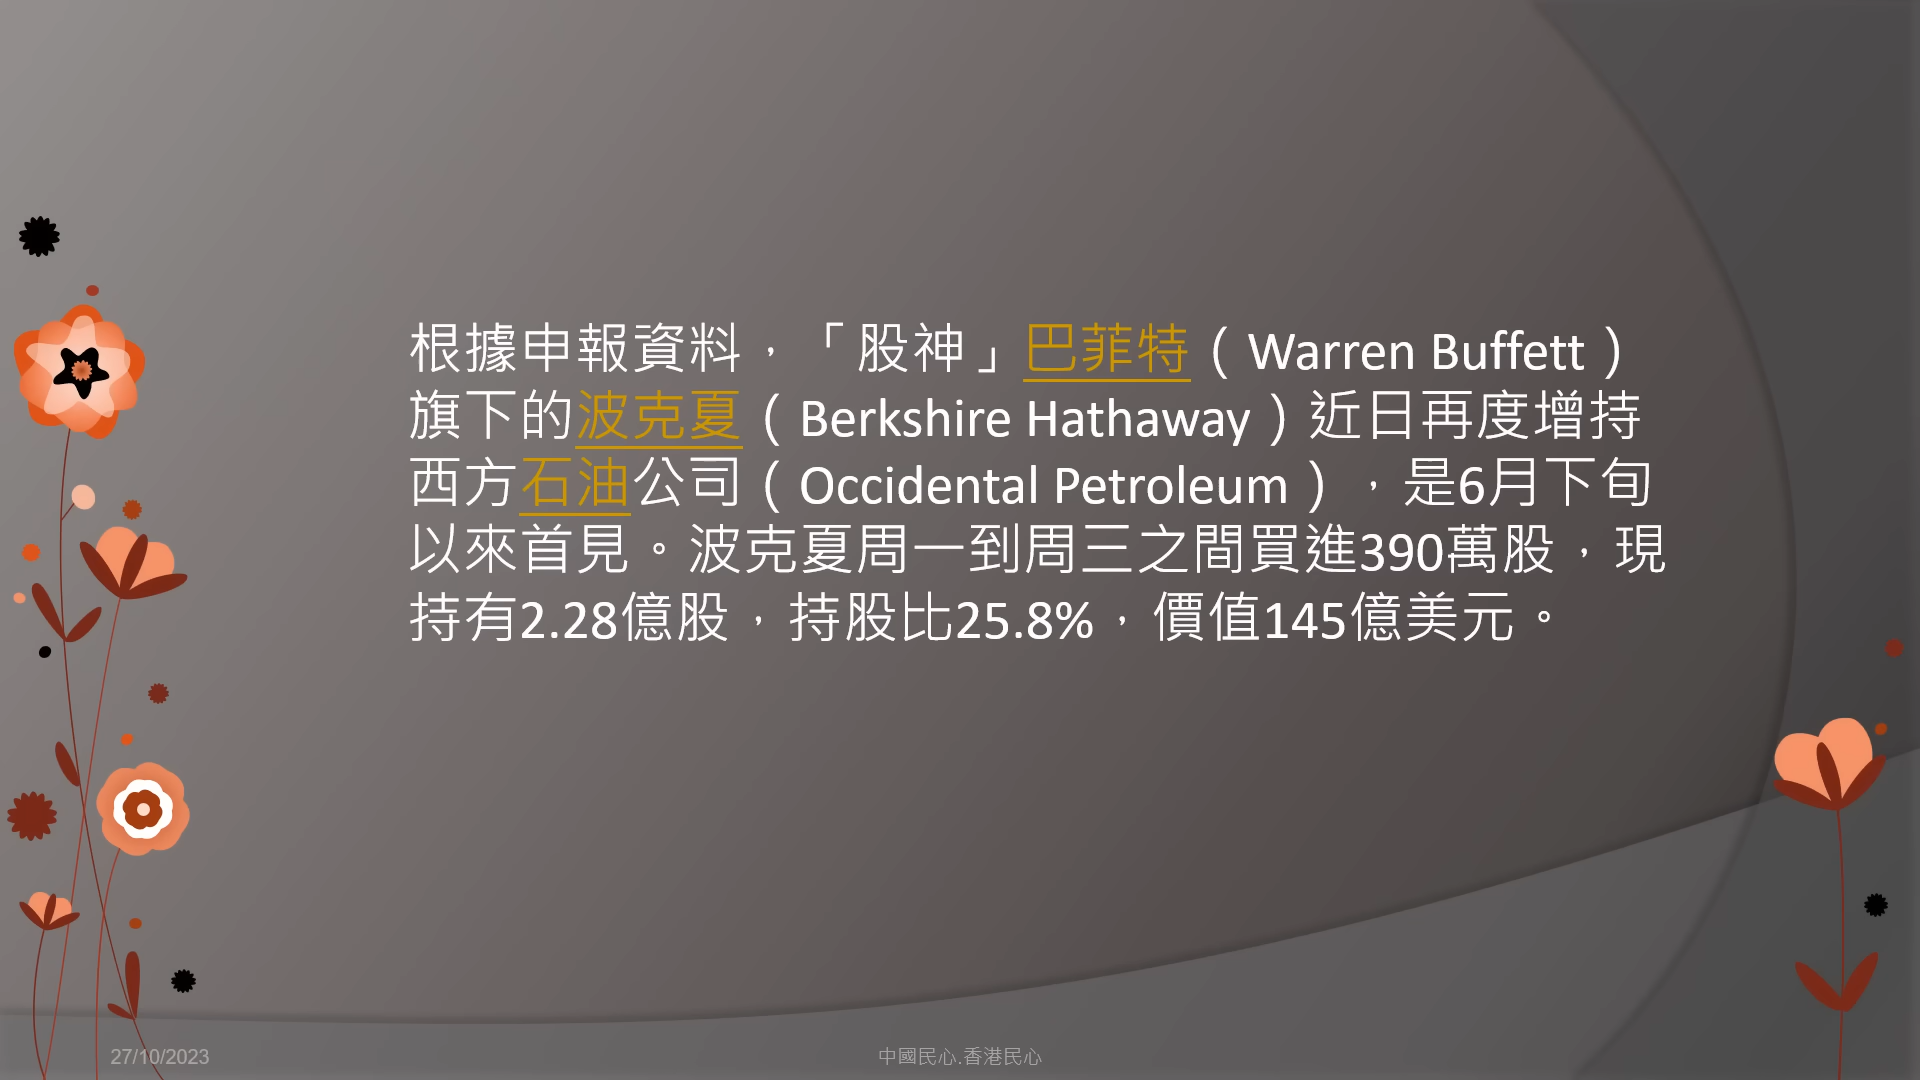 根據申報資料，「股神」巴菲特（Warren Buffett）
旗下的波克夏（Berkshire Hathaway）近日再度增持
西方石油公司（Occidental Petroleum），是6月下旬
以來首見。波克夏周一到周三之間買進390萬股，現
持有2.28億股，持股比25.8%，價值145億美元。
27/10/2023
中國民心.香港民心